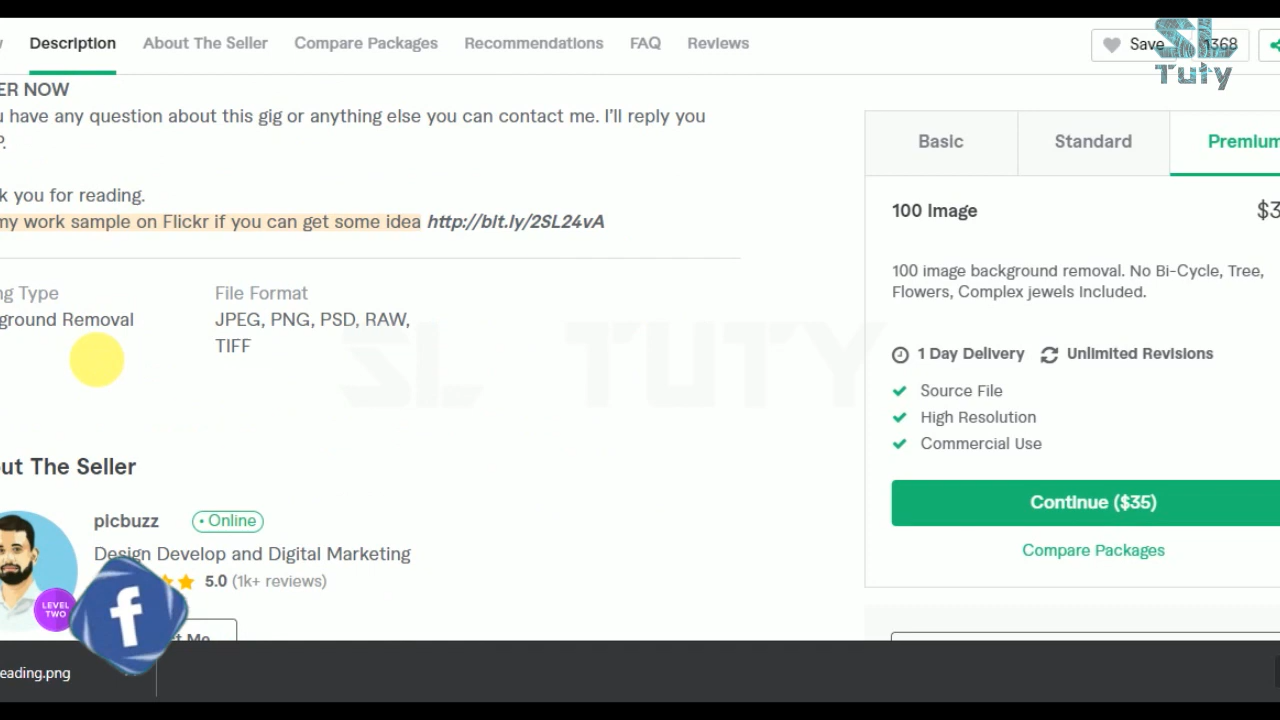 Description About The Seller Compare Packages Recommendations FAQ Reviews Save 1368
SL
Tuty
ER NOW
have any question about this gig or anything else you can contact me. I'll reply you
k you for reading.
my work sample on Flickr if you can get some idea http://bit.ly/2SL24vA
ng Type
ground Removal
File Format
JPEG, PNG, PSD, RAW,
TIFF
SL TUTY
ut The Seller
picbuzz • Online
Design Develop and Digital Marketing
5.0 (1k+ reviews)
LEVEL
TWO
t Me
f
eading.png
Basic Standard Premium
100 Image $3
100 image background removal. No Bi-Cycle, Tree,
Flowers, Complex jewels Included.
1 Day Delivery Unlimited Revisions
Source File
High Resolution
Commercial Use
Continue ($35)
Compare Packages